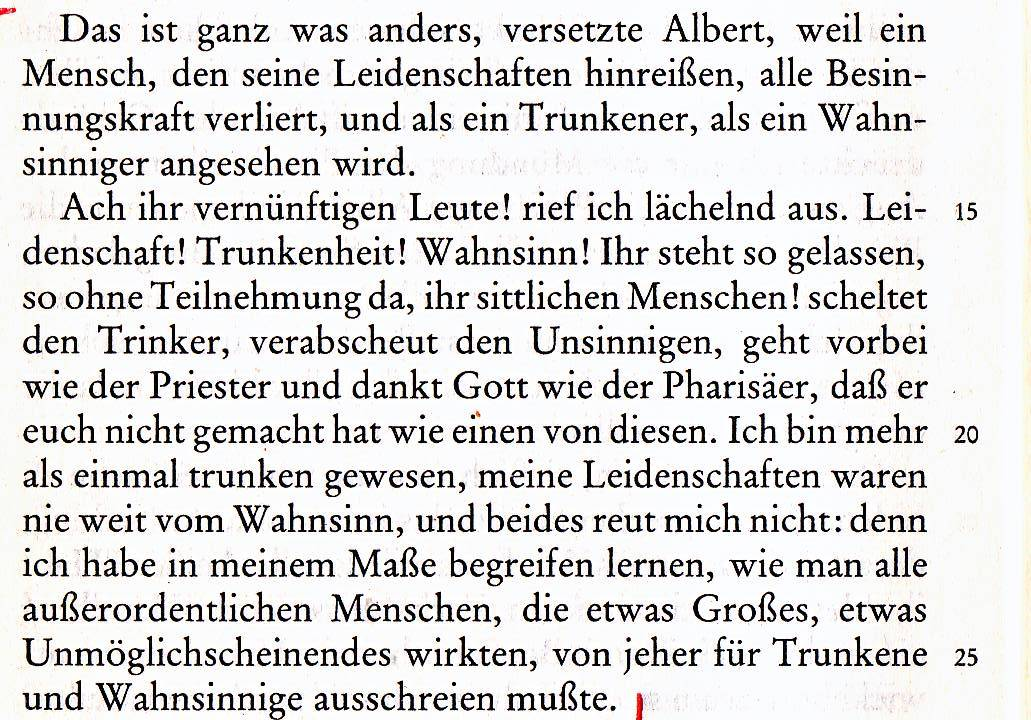 Das ist ganz was anders, versetzte Albert, weil ein
Mensch, den seine Leidenschaften hinreißen, alle Besin-
nungskraft verliert, und als ein Trunkener, als ein Wahn-
sinniger angesehen wird.
Ach ihr vernünftigen Leute! rief ich lächelnd aus. Lei- 15
denschaft! Trunkenheit! Wahnsinn! Ihr steht so gelassen,
so ohne Teilnehmung da, ihr sittlichen Menschen! scheltet
den Trinker, verabscheut den Unsinnigen, geht vorbei
wie der Priester und dankt Gott wie der Pharisäer, daß er
euch nicht gemacht hat wie einen von diesen. Ich bin mehr 20
als einmal trunken gewesen, meine Leidenschaften waren
nie weit vom Wahnsinn, und beides reut mich nicht: denn
ich habe in meinem Maße begreifen lernen, wie man alle
außerordentlichen Menschen, die etwas Großes, etwas
Unmöglichscheinendes wirkten, von jeher für Trunkene 25
und Wahnsinnige ausschreien mußte.